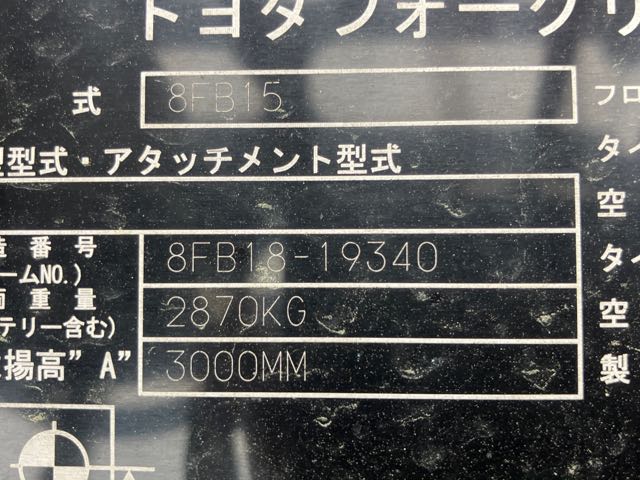 トヨタフォークリ
式 8FB15 フロ
型式・アタッチメント型式 タイ
空
番号 8FB18-19340 タイ
ームNO.)
重量 2870KG 空
テリー含む)
揚高”A” 3000MM 製